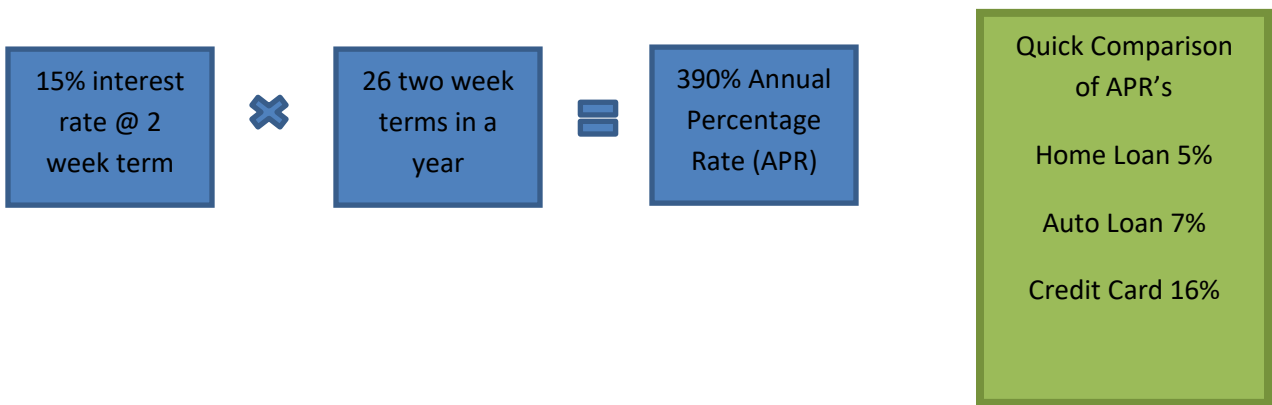 15% interest
rate @ 2
week term
26 two week
terms in a
year
390% Annual
Percentage
Rate (APR)
Quick Comparison
of APR’s
Home Loan 5%
Auto Loan 7%
Credit Card 16%